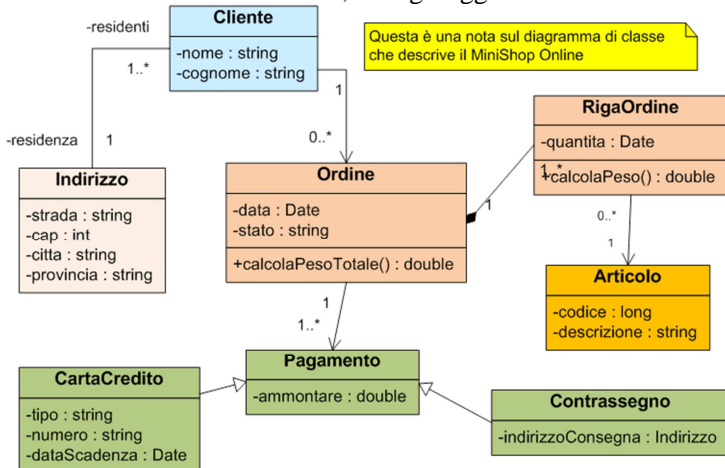 Cliente
-nome : string
-cognome : string
-residenti
1..*
1
-residenza
1
Questa è una nota sul diagramma di classe
che descrive il MiniShop Online
0..*
Indirizzo
-strada : string
-cap : int
-citta : string
-provincia : string
Ordine
-data : Date
-stato : string
+calcolaPesoTotale() : double
1
RigaOrdine
-quantita : Date
1..*
+calcolaPeso() : double
0..*
1
Articolo
-codice : long
-descrizione : string
1
1..*
Pagamento
-ammontare : double
CartaCredito
-tipo : string
-numero : string
-dataScadenza : Date
Contrassegno
-indirizzoConsegna : Indirizzo